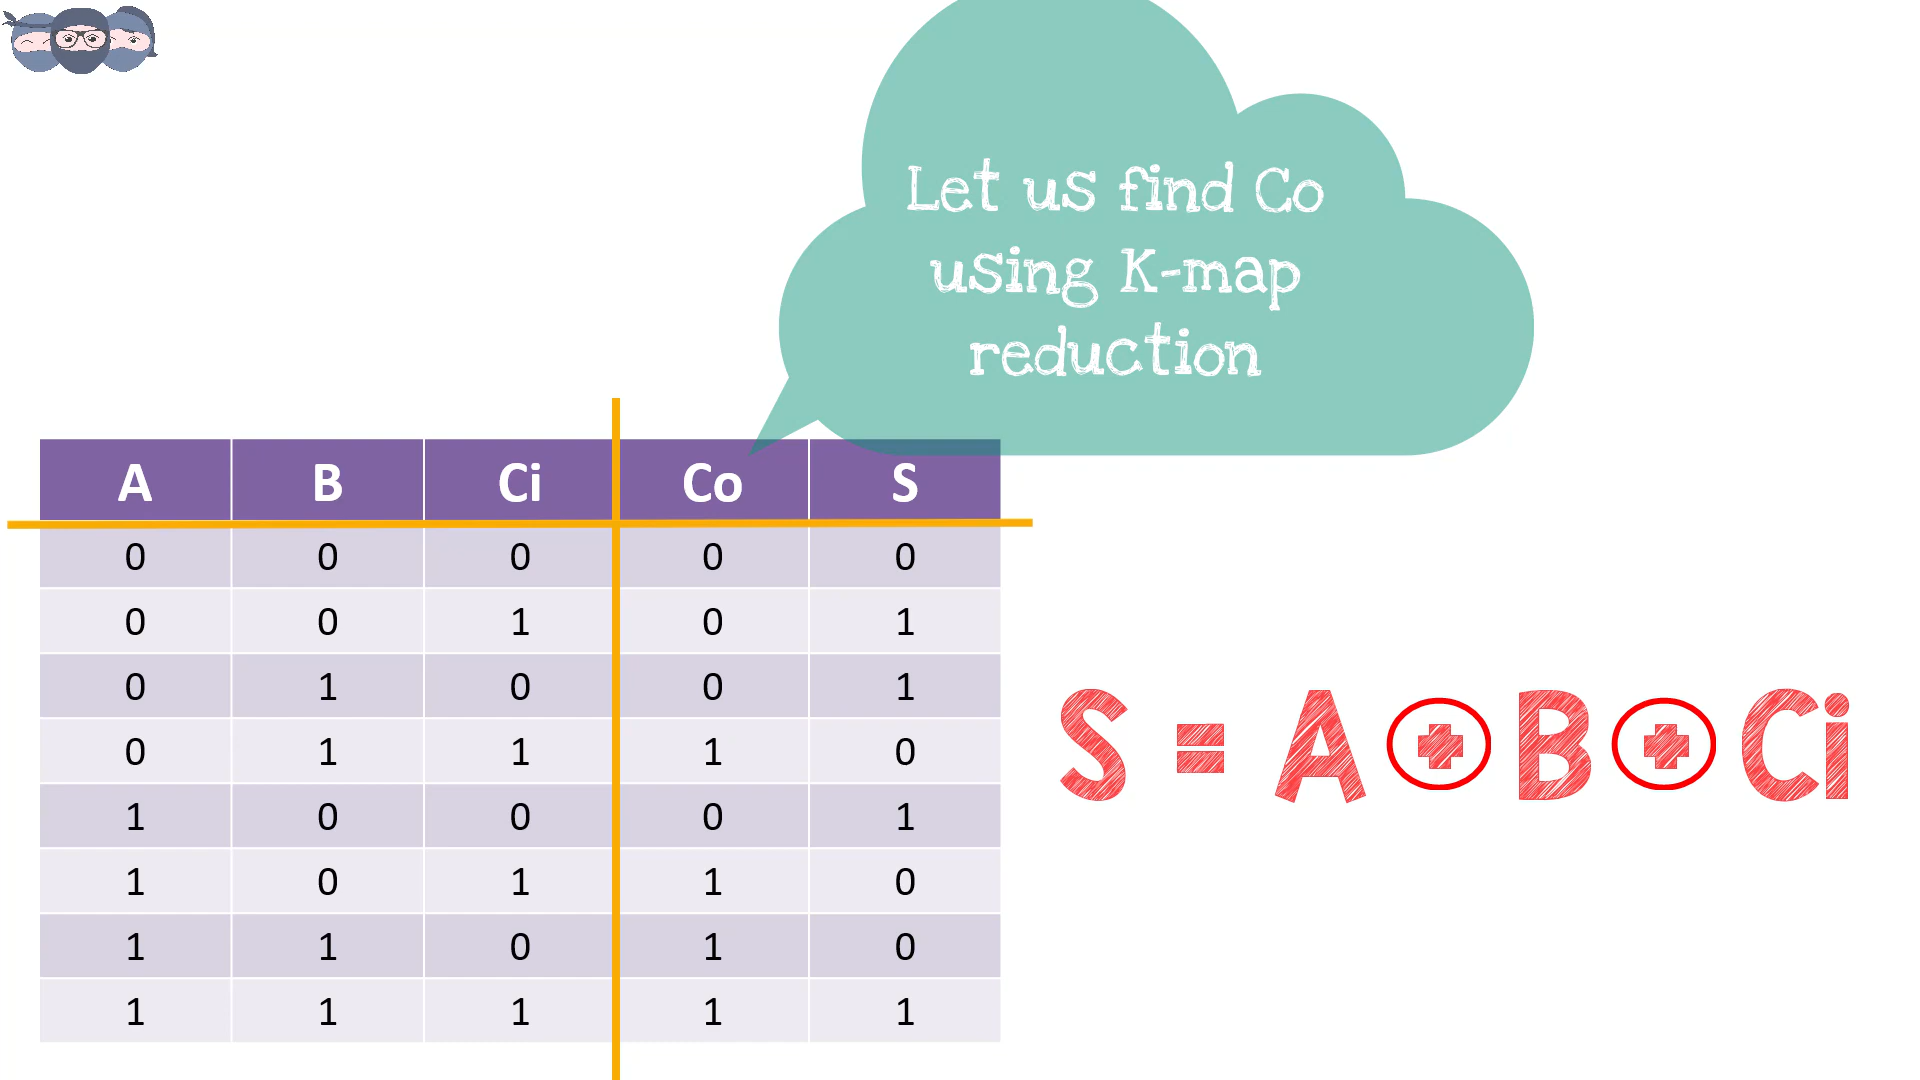 Let us find Co
using K-map
reduction
A B Ci Co S
0 0 0 0 0
0 0 1 0 1
0 1 0 0 1
0 1 1 1 0
1 0 0 0 1
1 0 1 1 0
1 1 0 1 0
1 1 1 1 1
S = A ⊕ B ⊕ Ci